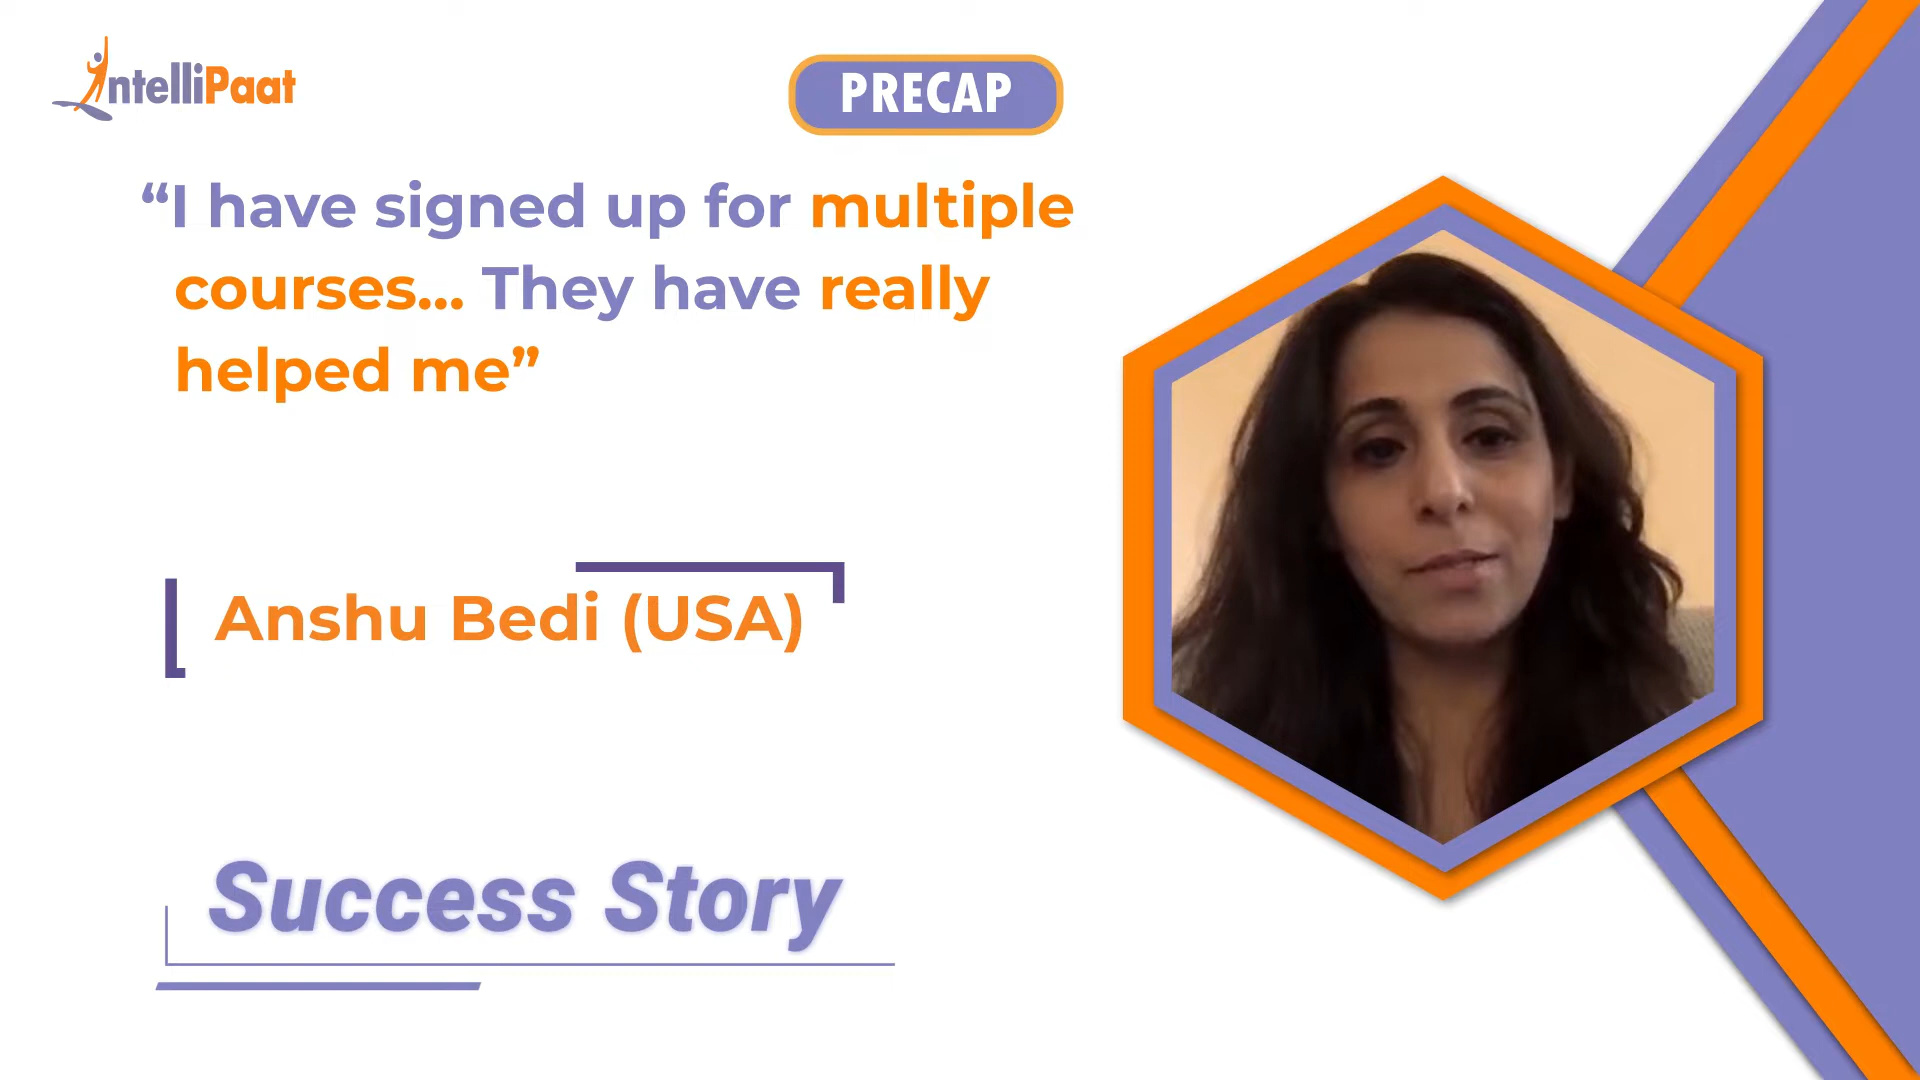 IntelliPaat
PRECAP
“I have signed up for multiple
courses... They have really
helped me”
Anshu Bedi (USA)
Success Story